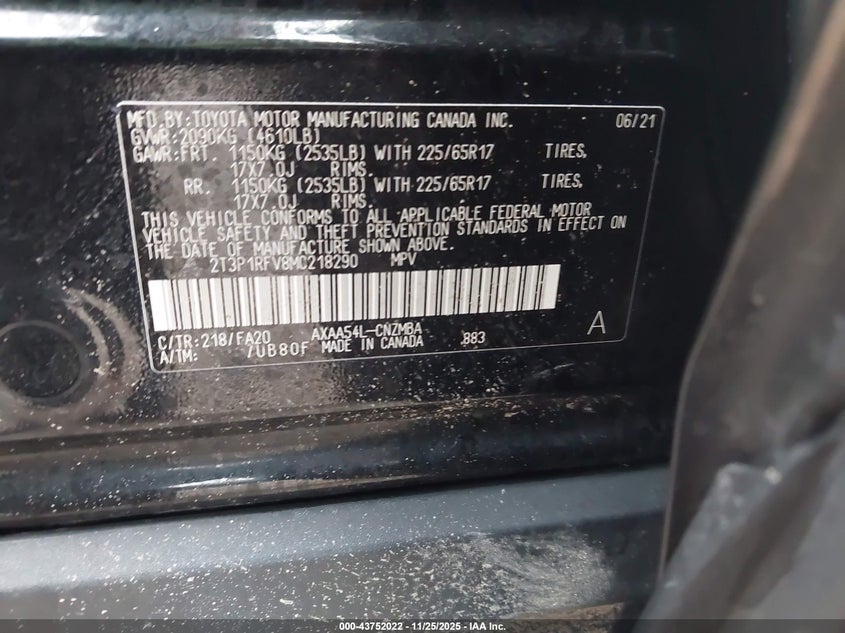 MFD.BY:TOYOTA MOTOR MANUFACTURING CANADA INC. 06/21
GVWR:2090KG (4610LB)
GAWR:FRT. 1150KG (2535LB) WITH 225/65R17 TIRES,
17X7.0J RIMS.
RR. 1150KG (2535LB) WITH 225/65R17 TIRES,
17X7.0J RIMS.
THIS VEHICLE CONFORMS TO ALL APPLICABLE FEDERAL MOTOR
VEHICLE SAFETY AND THEFT PREVENTION STANDARDS IN EFFECT ON
THE DATE OF MANUFACTURE SHOWN ABOVE.
2T3P1RFV8MC218290 MPV
C/TR:218/FA20 AXAA54L-CNZMBA .883 A
A/TM: /UB80F MADE IN CANADA
000-43752022 - 11/25/2025 - IAA Inc.